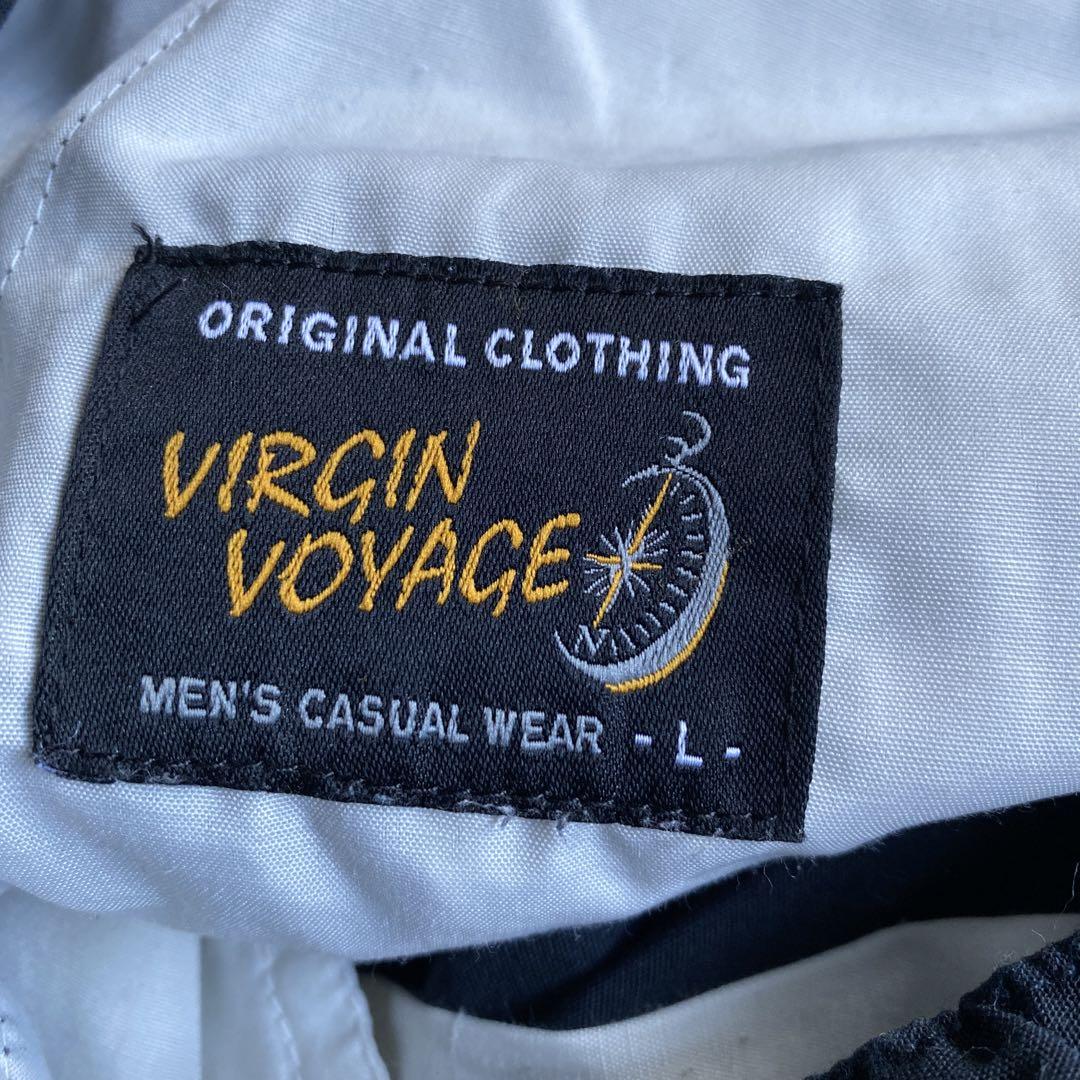 ORIGINAL CLOTHING
VIRGIN
VOYAGE
N
MEN'S CASUAL WEAR - L -